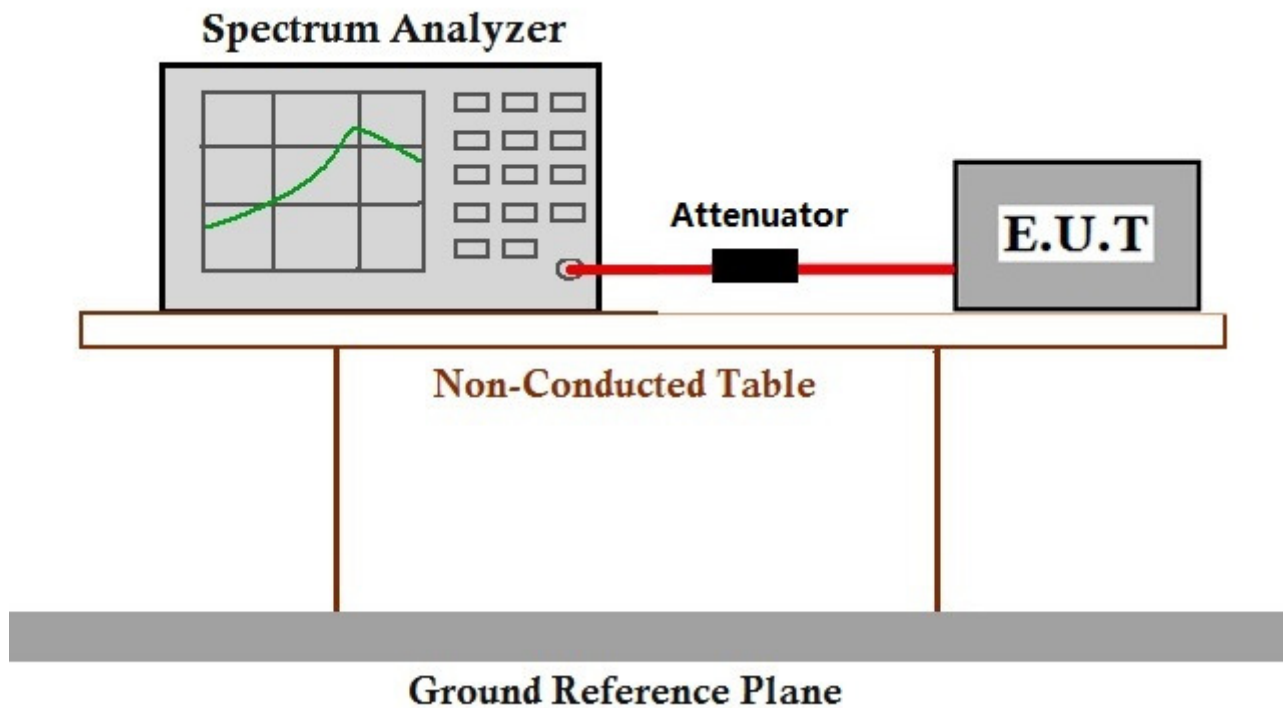 Spectrum Analyzer
Attenuator
E.U.T
Non-Conducted Table
Ground Reference Plane